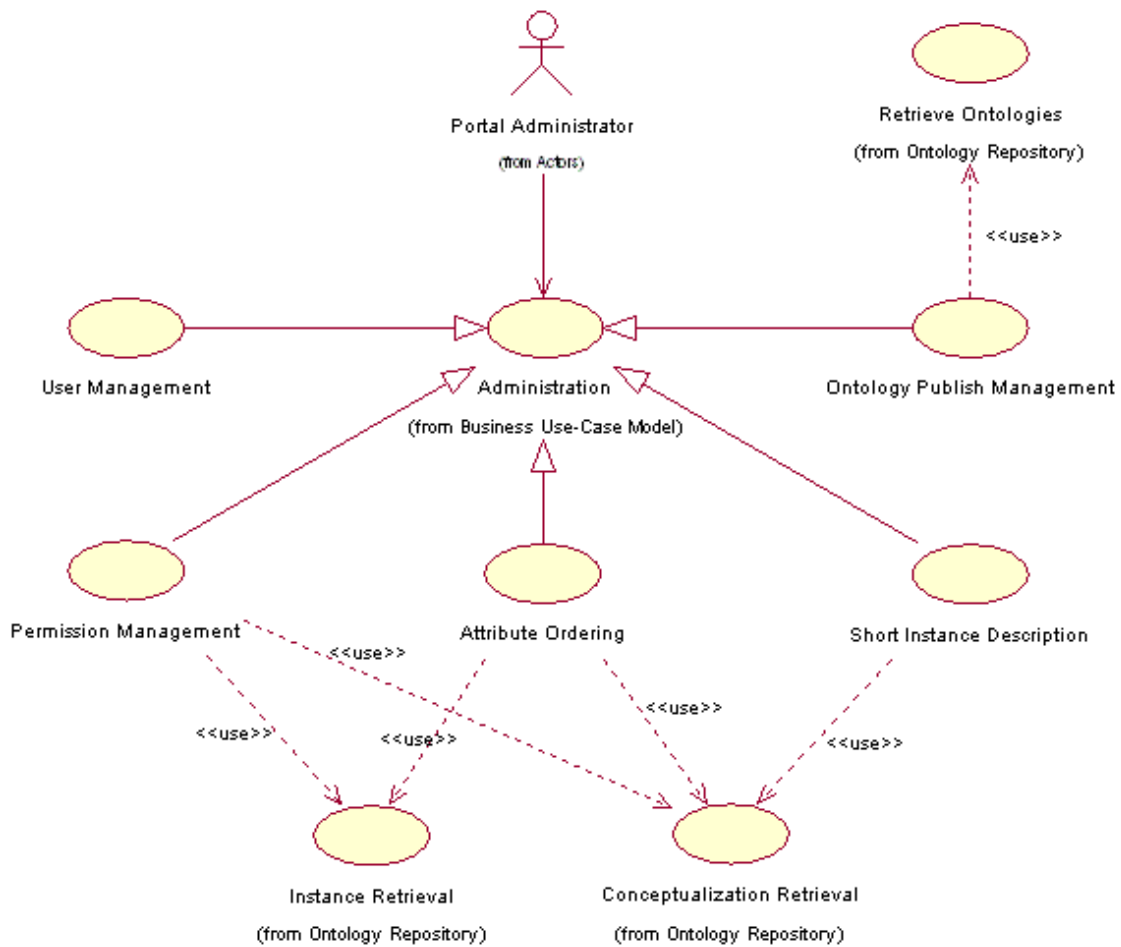 Portal Administrator
(from Actors)
Retrieve Ontologies
(from Ontology Repository)
<<use>>
User Management
Administration
(from Business Use-Case Model)
Ontology Publish Management
Permission Management
Attribute Ordering
Short Instance Description
<<use>>
<<use>>
<<use>>
<<use>>
<<use>>
Instance Retrieval
(from Ontology Repository)
Conceptualization Retrieval
(from Ontology Repository)